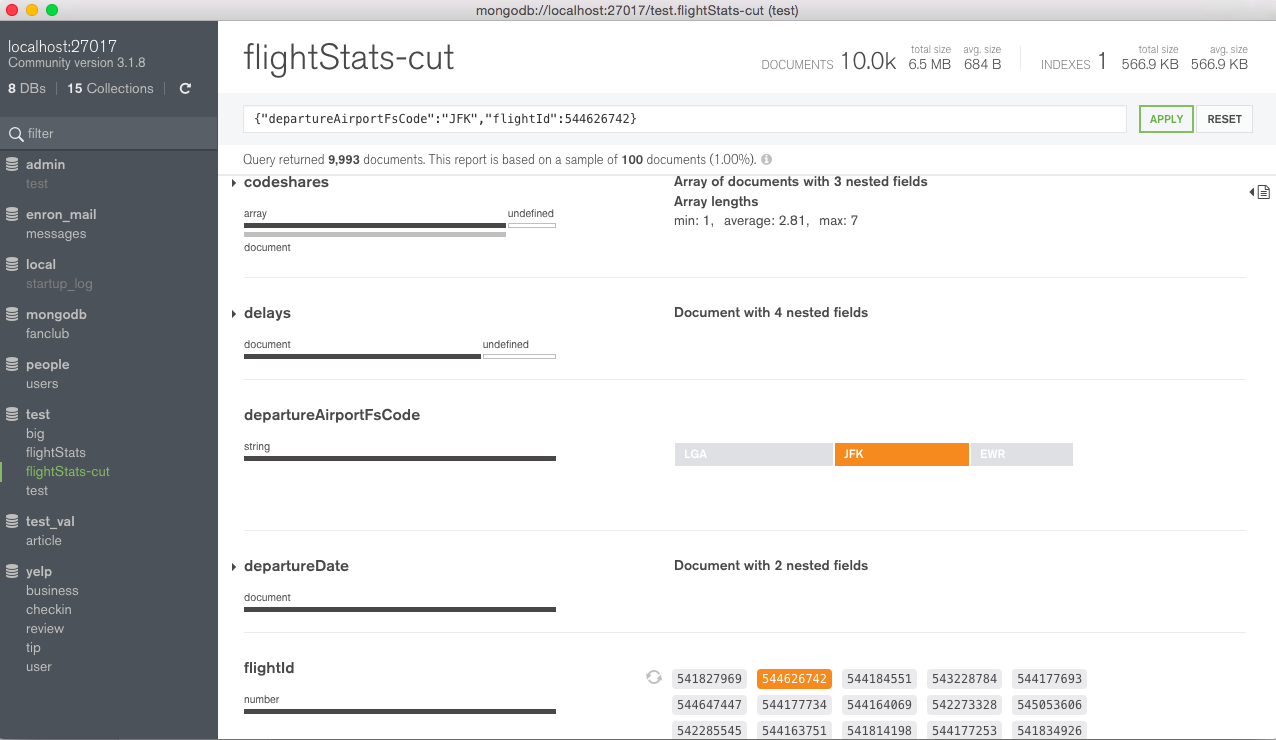 mongodb://localhost:27017/test.flightStats-cut (test)
localhost:27017
Community version 3.1.8
8 DBs
15 Collections
filter
admin
test
enron_mail
messages
local
startup_log
mongodb
fanclub
people
users
test
big
flightStats
flightStats-cut
test
test_val
article
yelp
business
checkin
review
tip
user
flightStats-cut
DOCUMENTS 10.0k
total size
6.5 MB
avg. size
684 B
INDEXES 1
total size
566.9 KB
avg. size
566.9 KB
{"departureAirportFsCode":"JFK","flightId":544626742}
APPLY
RESET
Query returned 9,993 documents. This report is based on a sample of 100 documents (1.00%).
codeshares
array
undefined
document
Array of documents with 3 nested fields
Array lengths
min: 1, average: 2.81, max: 7
delays
document
undefined
Document with 4 nested fields
departureAirportFsCode
string
LGA
JFK
EWR
departureDate
document
Document with 2 nested fields
flightId
number
541827969 544626742 544184551 543228784 544177693
544647447 544177734 544164069 542273328 545053606
542285545 544163751 541814198 544177253 541834926